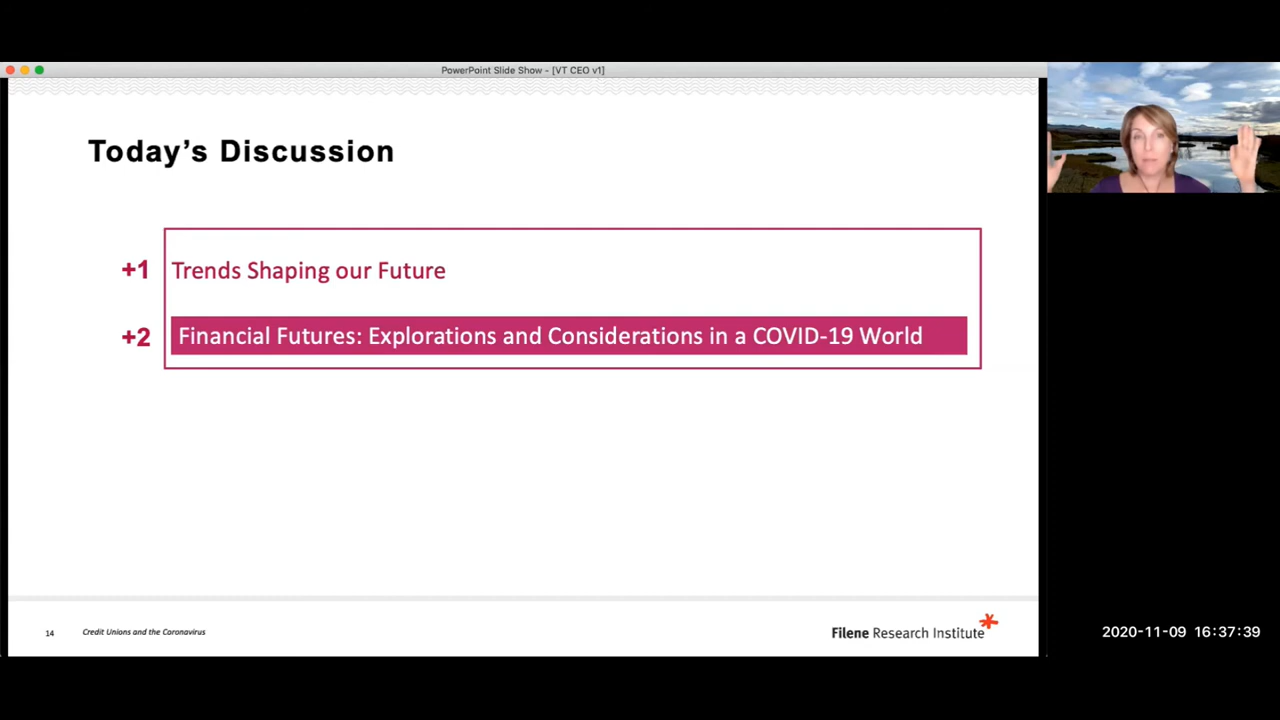 PowerPoint Slide Show - [VT CEO v1]
Today’s Discussion
+1 Trends Shaping our Future
+2 Financial Futures: Explorations and Considerations in a COVID-19 World
14 Credit Unions and the Coronavirus
Filene Research Institute
2020-11-09 16:37:39